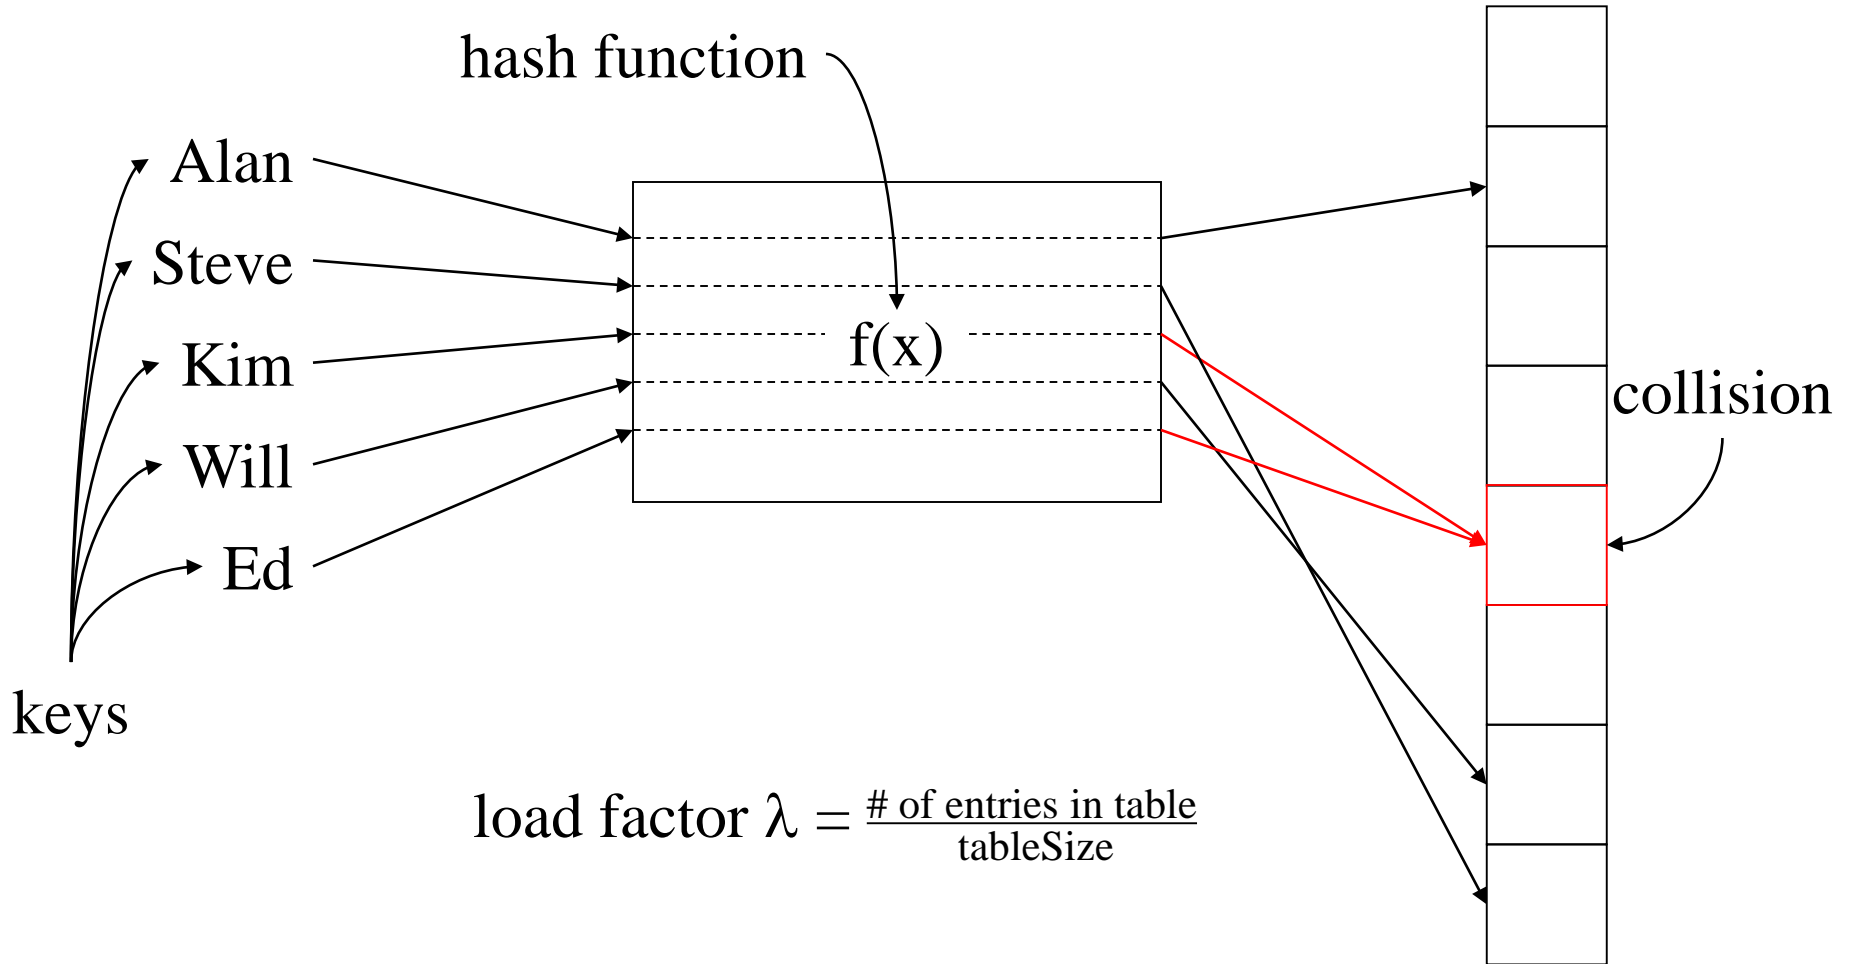 hash function
Alan
Steve
Kim
Will
Ed
keys
f(x)
collision
load factor λ = # of entries in table
tableSize